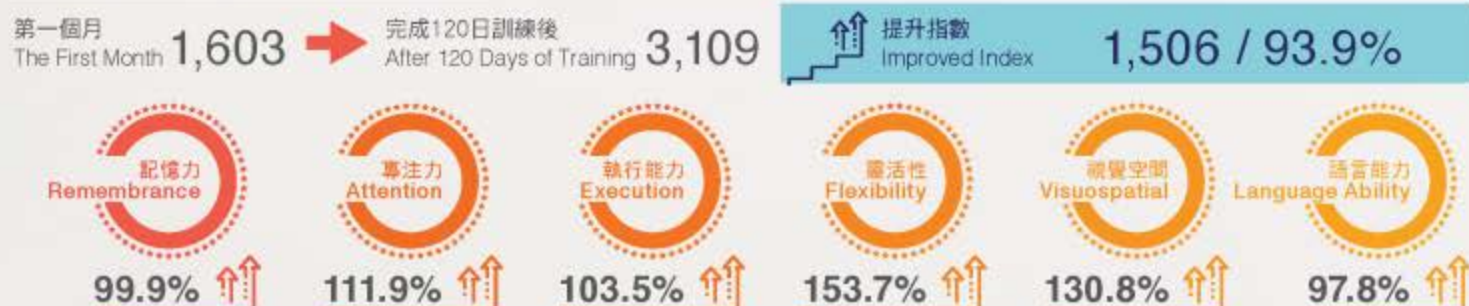 第一個月
The First Month 1,603
完成120日訓練後
After 120 Days of Training 3,109
提升指數
Improved Index
1,506 / 93.9%
記憶力
Remembrance
99.9%
專注力
Attention
111.9%
執行能力
Execution
103.5%
靈活性
Flexibility
153.7%
視覺空間
Visuospatial
130.8%
語言能力
Language Ability
97.8%